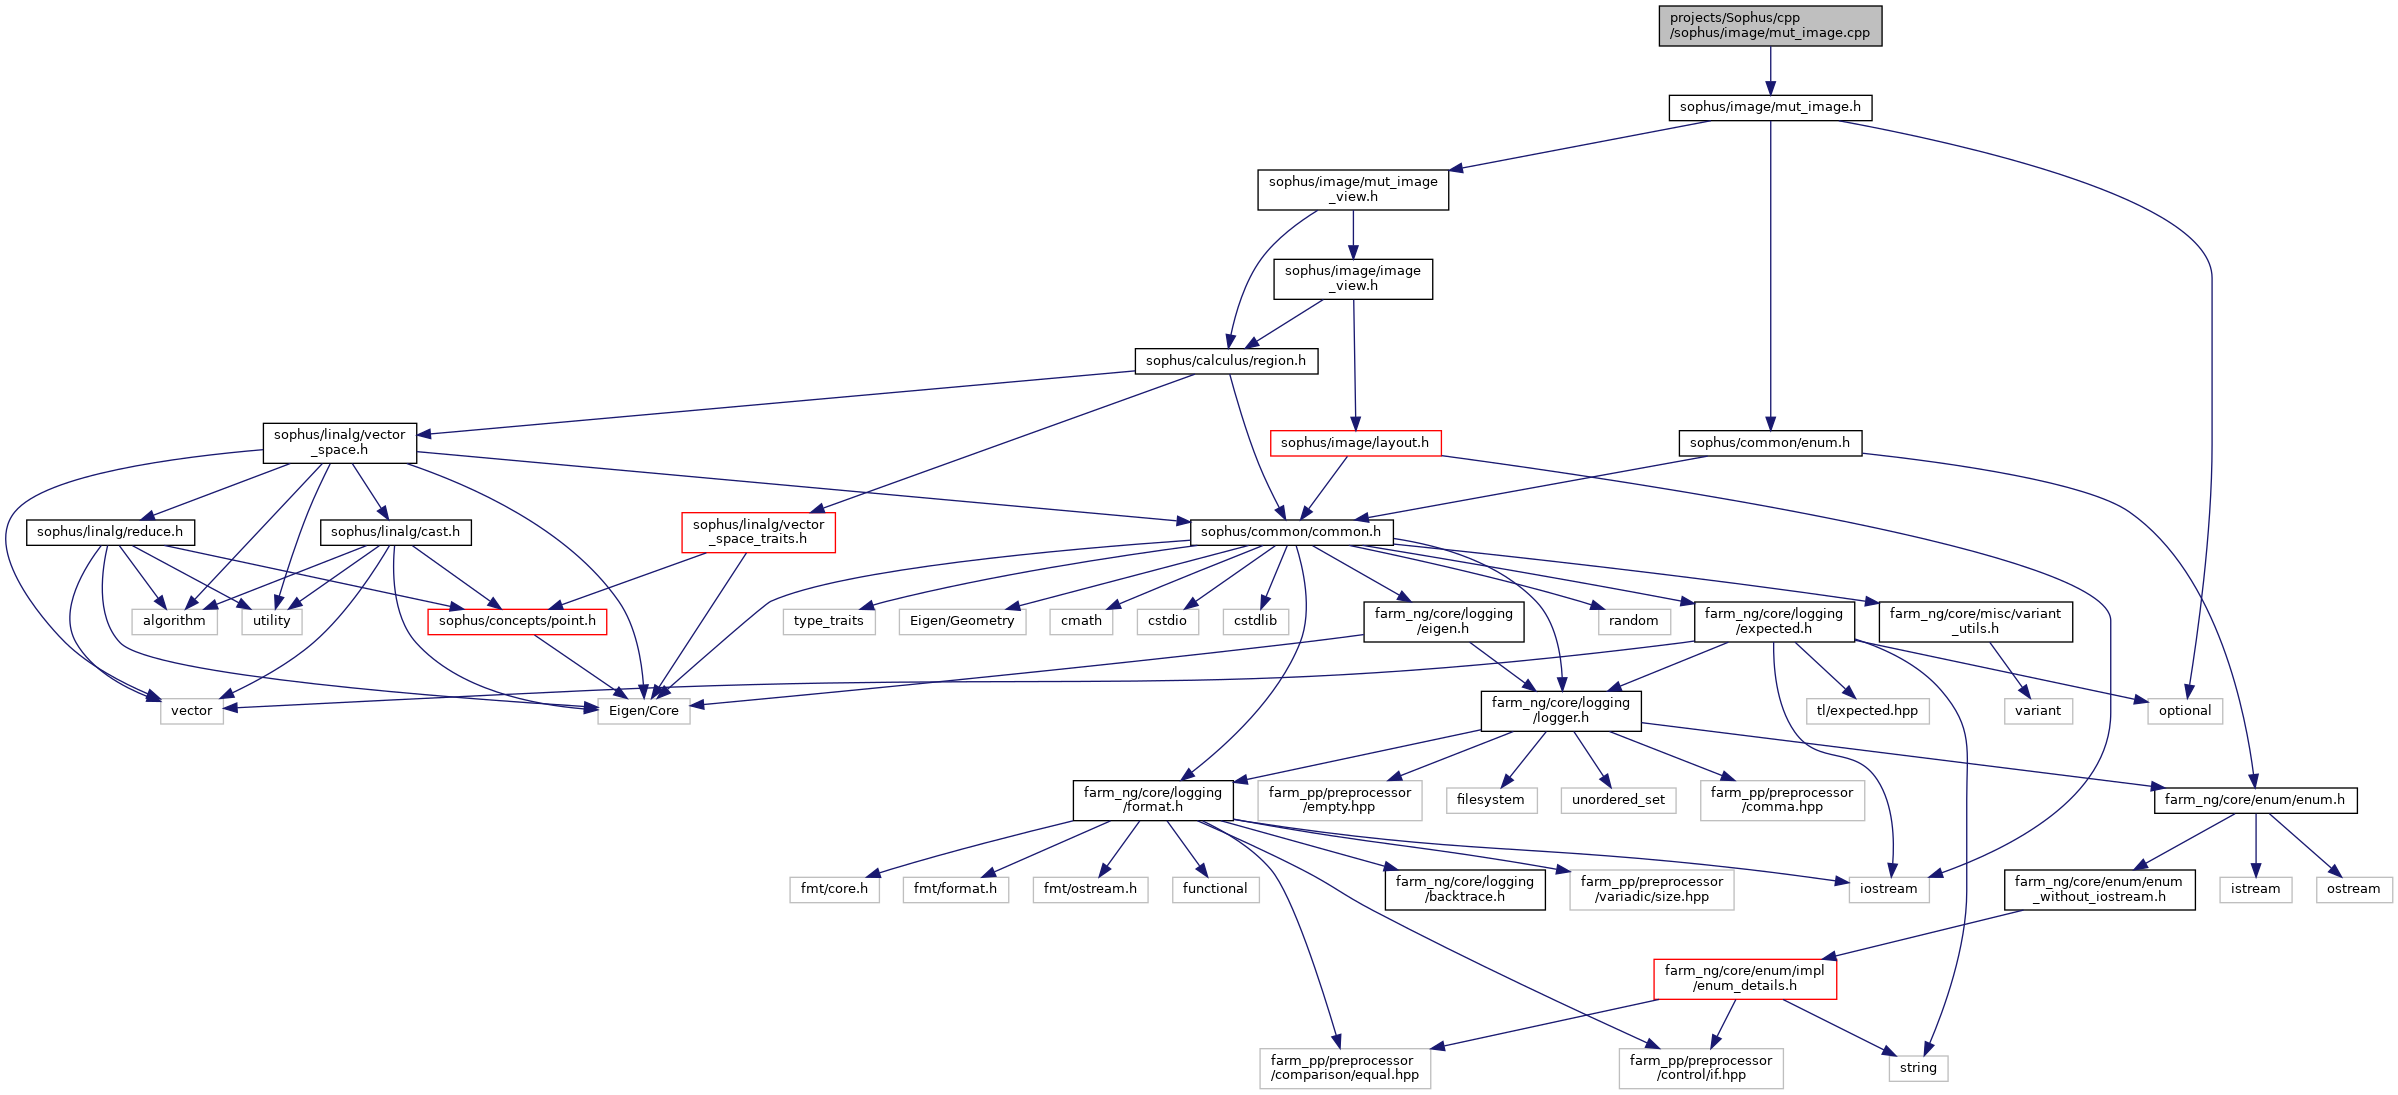 projects/Sophus/cpp
/sophus/image/mut_image.cpp
sophus/image/mut_image.h
sophus/image/mut_image
_view.h
sophus/image/image
_view.h
sophus/calculus/region.h
sophus/linalg/vector
_space.h
sophus/image/layout.h
sophus/common/enum.h
sophus/linalg/reduce.h
sophus/linalg/cast.h
sophus/linalg/vector
_space_traits.h
sophus/common/common.h
algorithm
utility
sophus/concepts/point.h
type_traits
Eigen/Geometry
cmath
cstdio
cstdlib
farm_ng/core/logging
/eigen.h
random
farm_ng/core/logging
/expected.h
farm_ng/core/misc/variant
_utils.h
vector
Eigen/Core
farm_ng/core/logging
/logger.h
tl/expected.hpp
variant
optional
farm_ng/core/logging
/format.h
farm_pp/preprocessor
/empty.hpp
filesystem
unordered_set
farm_pp/preprocessor
/comma.hpp
farm_ng/core/enum/enum.h
fmt/core.h
fmt/format.h
fmt/ostream.h
functional
farm_ng/core/logging
/backtrace.h
farm_pp/preprocessor
/variadic/size.hpp
iostream
farm_ng/core/enum/enum
_without_iostream.h
istream
ostream
farm_ng/core/enum/impl
/enum_details.h
farm_pp/preprocessor
/comparison/equal.hpp
farm_pp/preprocessor
/control/if.hpp
string